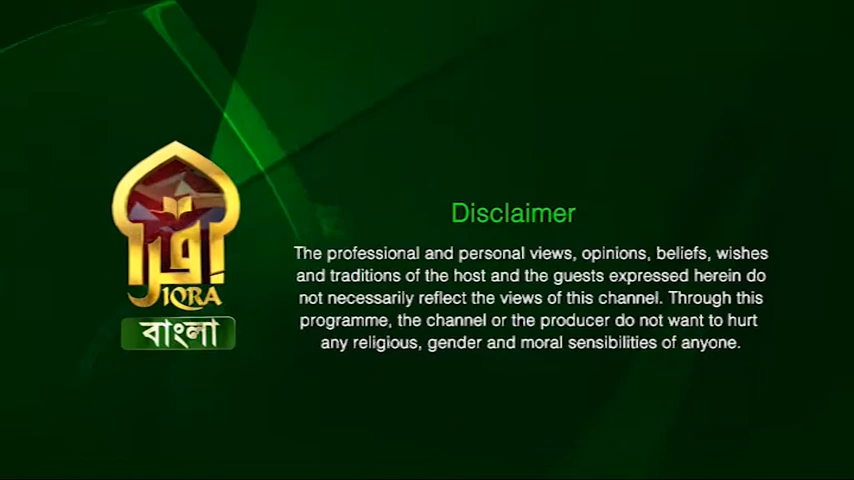 Disclaimer
The professional and personal views, opinions, beliefs, wishes
and traditions of the host and the guests expressed herein do
not necessarily reflect the views of this channel. Through this
programme, the channel or the producer do not want to hurt
any religious, gender and moral sensibilities of anyone.
IQRA
বাংলা